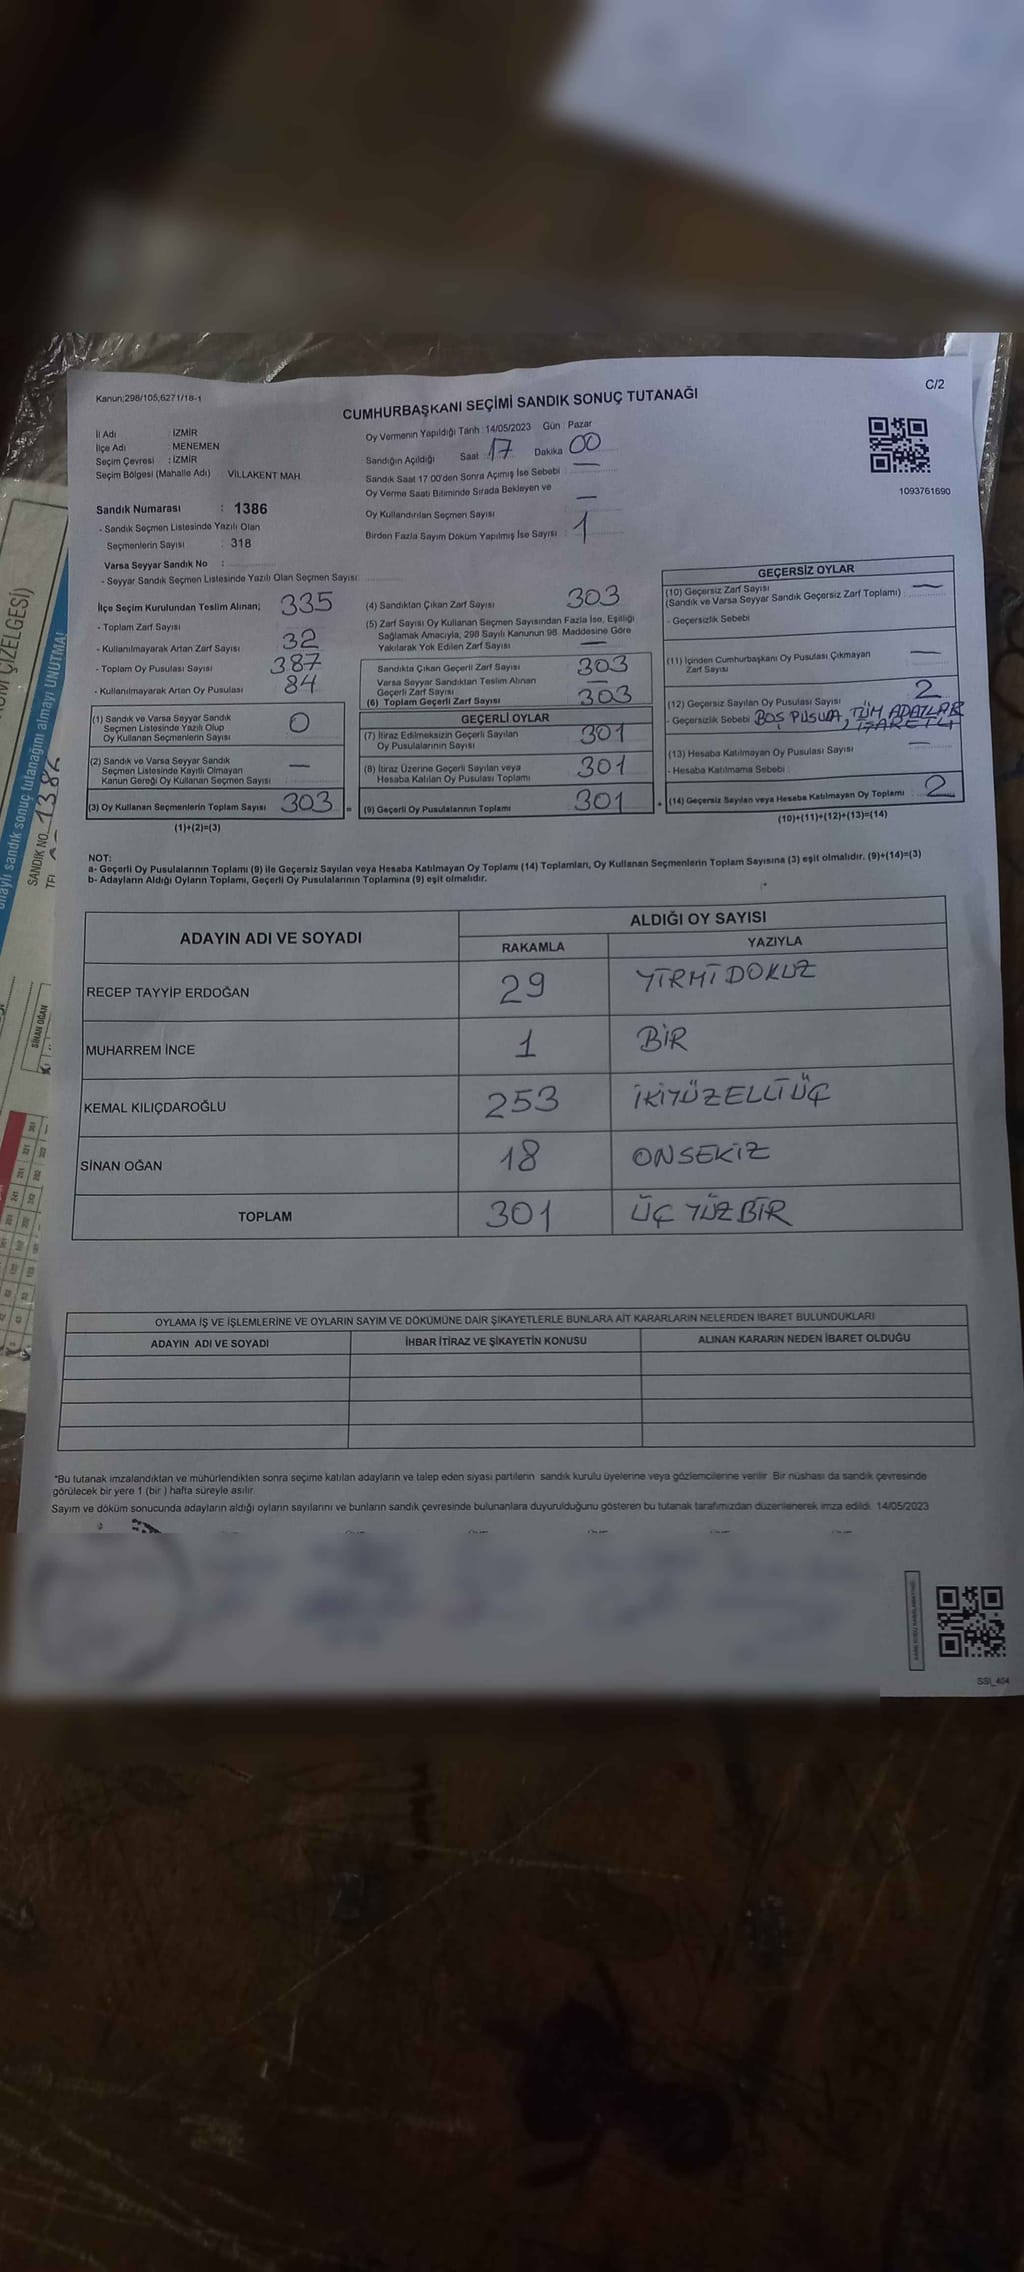 Kanun;298/105,6271/18-1
C/2
CUMHURBAŞKANI SEÇİMİ SANDIK SONUÇ TUTANAĞI
1093761690
İl Adı : İZMİR
İlçe Adı : MENEMEN
Seçim Çevresi : İZMİR
Seçim Bölgesi (Mahalle Adı) VİLLAKENT MAH
Sandık Numarası : 1386
- Sandık Seçmen Listesinde Yazılı Olan
Seçmenlerin Sayısı : 318
Varsa Seyyar Sandık No :
- Seyyar Sandık Seçmen Listesinde Yazılı Olan Seçmen Sayısı:
Oy Vermenin Yapıldığı Tarih :14/05/2023 Gün : Pazar
Sandığın Açıldığı Saat : 17 Dakika 00
Sandık Saat 17:00'den Sonra Açımış İse Sebebi : —
Oy Verme Saati Bitiminde Sırada Bekleyen ve
Oy Kullandırılan Seçmen Sayısı : —
Birden Fazla Sayım Döküm Yapılmış İse Sayısı : 1
İlçe Seçim Kurulundan Teslim Alınan; 335
- Toplam Zarf Sayısı
- Kullanılmayarak Artan Zarf Sayısı : 32
- Toplam Oy Pusulası Sayısı : 387
- Kullanılmayarak Artan Oy Pusulası : 84
(1) Sandık ve Varsa Seyyar Sandık
Seçmen Listesinde Yazılı Olup
Oy Kullanan Seçmenlerin Sayısı : 0
(2) Sandık ve Varsa Seyyar Sandık
Seçmen Listesinde Kayıtlı Olmayan
Kanun Gereği Oy Kullanan Seçmen Sayısı : —
(3) Oy Kullanan Seçmenlerin Toplam Sayısı : 303
(1)+(2)=(3)
(4) Sandıktan Çıkan Zarf Sayısı : 303
(5) Zarf Sayısı Oy Kullanan Seçmen Sayısından Fazla İse, Eşitliği
Sağlamak Amacıyla, 298 Sayılı Kanunun 98. Maddesine Göre
Yakılarak Yok Edilen Zarf Sayısı : —
Sandıkta Çıkan Geçerli Zarf Sayısı : 303
Varsa Seyyar Sandıktan Teslim Alınan
Geçerli Zarf Sayısı : —
(6) Toplam Geçerli Zarf Sayısı : 303
GEÇERLİ OYLAR
(7) İtiraz Edilmeksizin Geçerli Sayılan
Oy Pusulalarının Sayısı : 301
(8) İtiraz Üzerine Geçerli Sayılan veya
Hesaba Katılan Oy Pusulası Toplamı : 301
= (9) Geçerli Oy Pusulalarının Toplamı : 301
GEÇERSİZ OYLAR
(10) Geçersiz Zarf Sayısı
(Sandık ve Varsa Seyyar Sandık Geçersiz Zarf Toplamı) : —
- Geçersizlik Sebebi
(11) İçinden Cumhurbaşkanı Oy Pusulası Çıkmayan
Zarf Sayısı : —
(12) Geçersiz Sayılan Oy Pusulası Sayısı : 2
- Geçersizlik Sebebi BOŞ PUSULA, TÜM ADAYLAR
İŞARETLİ
(13) Hesaba Katılmayan Oy Pusulası Sayısı : —
- Hesaba Katılmama Sebebi :
+ (14) Geçersiz Sayılan veya Hesaba Katılmayan Oy Toplamı : 2
(10)+(11)+(12)+(13)=(14)
NOT:
a- Geçerli Oy Pusulalarının Toplamı (9) ile Geçersiz Sayılan veya Hesaba Katılmayan Oy Toplamı (14) Toplamları, Oy Kullanan Seçmenlerin Toplam Sayısına (3) eşit olmalıdır. (9)+(14)=(3)
b- Adayların Aldığı Oyların Toplamı, Geçerli Oy Pusulalarının Toplamına (9) eşit olmalıdır.
ADAYIN ADI VE SOYADI
ALDIĞI OY SAYISI
RAKAMLA YAZIYLA
RECEP TAYYİP ERDOĞAN 29 YİRMİDOKUZ
MUHARREM İNCE 1 BİR
KEMAL KILIÇDAROĞLU 253 İKİYÜZELLİÜÇ
SİNAN OĞAN 18 ONSEKİZ
TOPLAM 301 ÜÇ YÜZ BİR
OYLAMA İŞ VE İŞLEMLERİNE VE OYLARIN SAYIM VE DÖKÜMÜNE DAİR ŞİKAYETLERLE BUNLARA AİT KARARLARIN NELERDEN İBARET BULUNDUKLARI
ADAYIN ADI VE SOYADI İHBAR İTİRAZ VE ŞİKAYETİN KONUSU ALINAN KARARIN NEDEN İBARET OLDUĞU
*Bu tutanak imzalandıktan ve mühürlendikten sonra seçime katılan adayların ve talep eden siyasi partilerin sandık kurulu üyelerine veya gözlemcilerine verilir. Bir nüshası da sandık çevresinde
görülecek bir yere 1 (bir ) hafta süreyle asılır.
Sayım ve döküm sonucunda adayların aldığı oyların sayılarını ve bunların sandık çevresinde bulunanlara duyurulduğunu gösteren bu tutanak tarafımızdan düzenlenerek imza edildi. 14/05/2023
SSI_404
ÇİZELGESİ)
sandık sonuç tutanağını almayı UNUTMA!
SANDIK NO 1386
SİNAN OĞAN